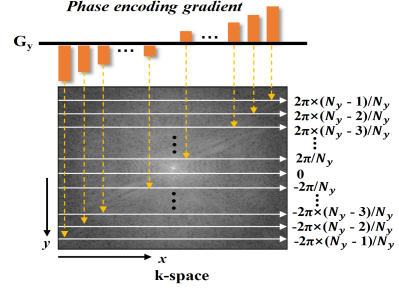 Phase encoding gradient
G_y
... ...
2π×(N_y - 1)/N_y
2π×(N_y - 2)/N_y
2π×(N_y - 3)/N_y
⋮
2π/N_y
0
-2π/N_y
⋮
-2π×(N_y - 3)/N_y
-2π×(N_y - 2)/N_y
-2π×(N_y - 1)/N_y
y
x
k-space